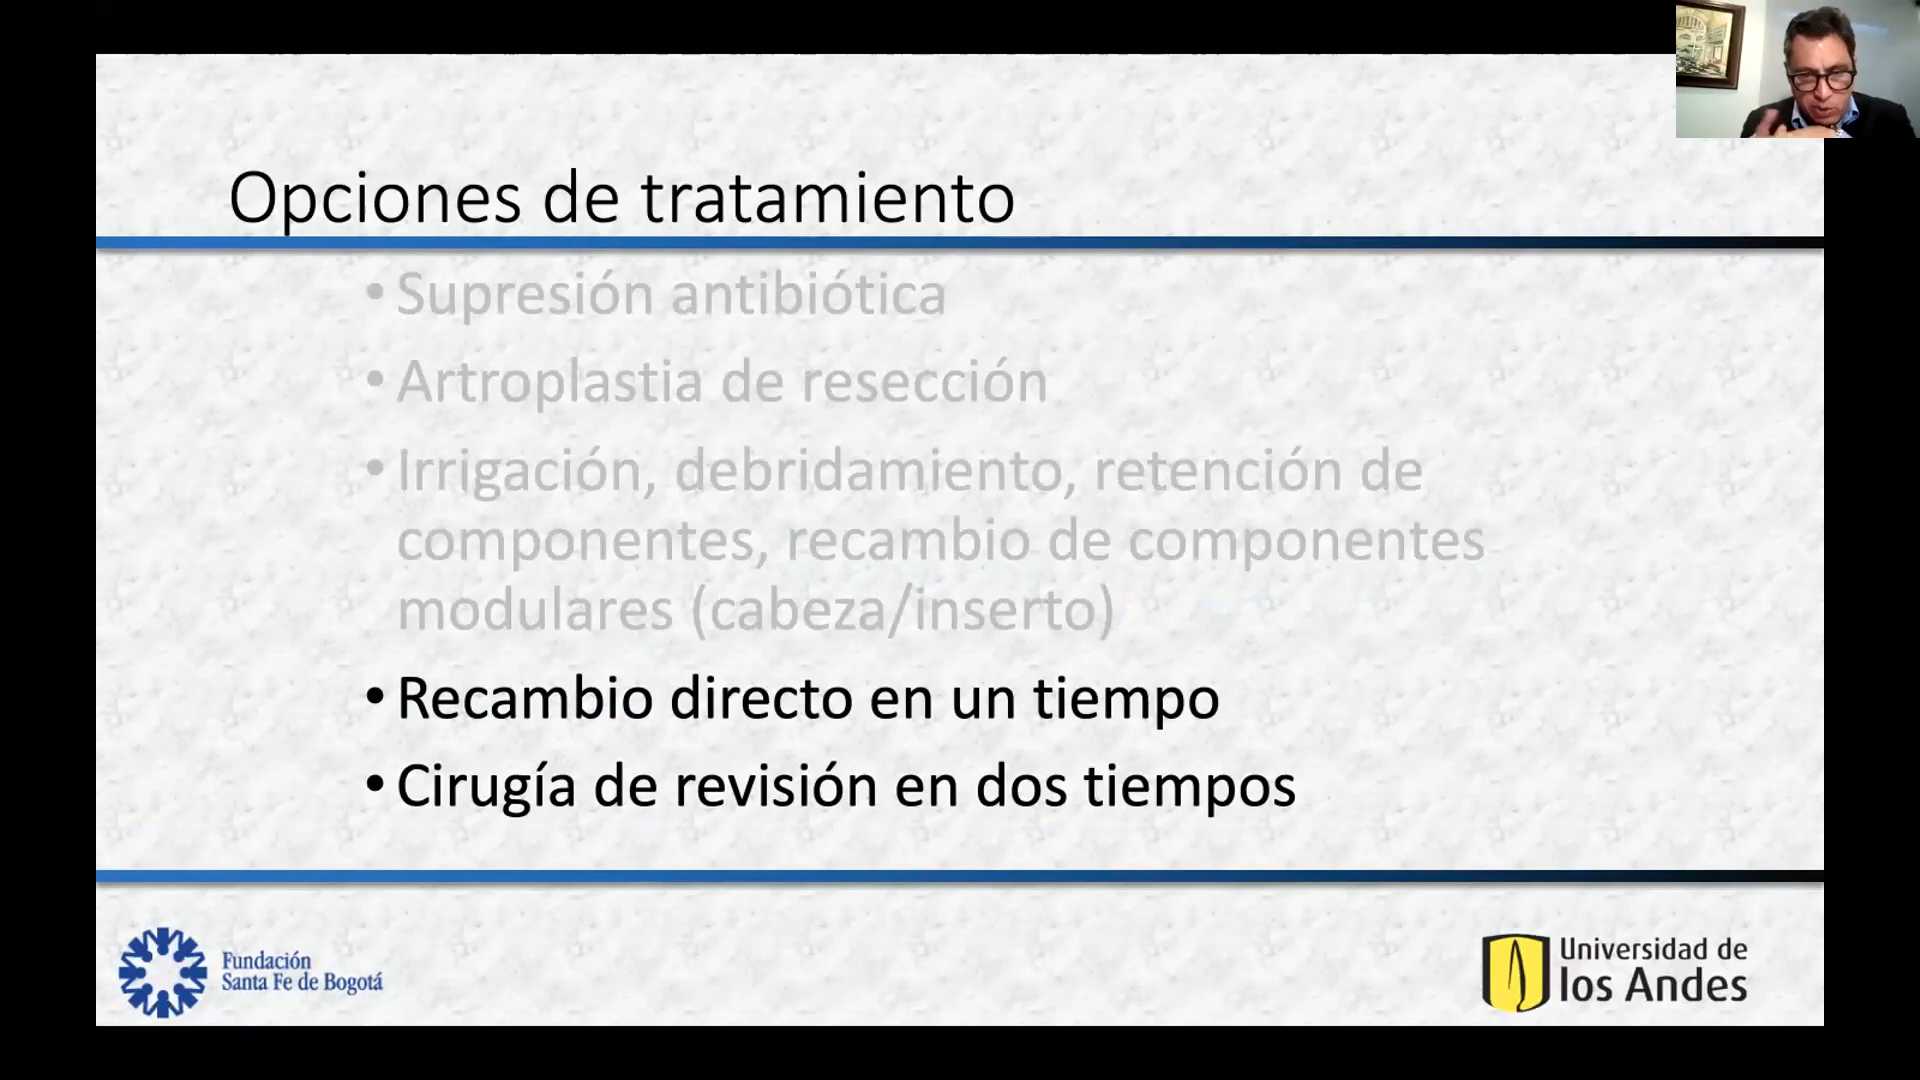 Opciones de tratamiento
• Supresión antibiótica
• Artroplastia de resección
• Irrigación, debridamiento, retención de
componentes, recambio de componentes
modulares (cabeza/inserto)
• Recambio directo en un tiempo
• Cirugía de revisión en dos tiempos
Fundación
Santa Fe de Bogotá
Universidad de
los Andes